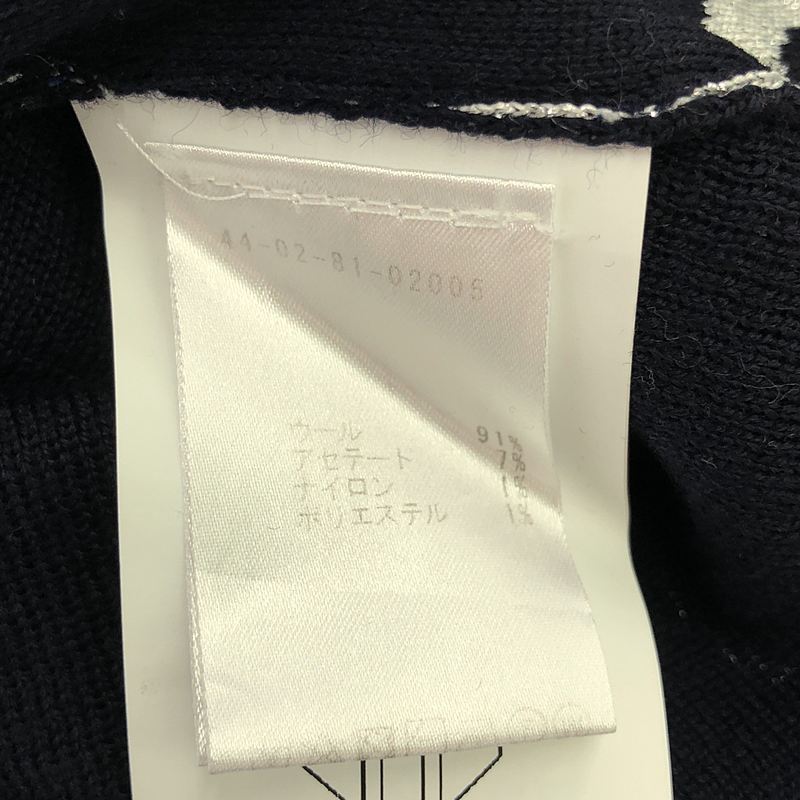 44-02-81-02005
ウール 91%
アセテート 7%
ナイロン 1%
ポリエステル 1%